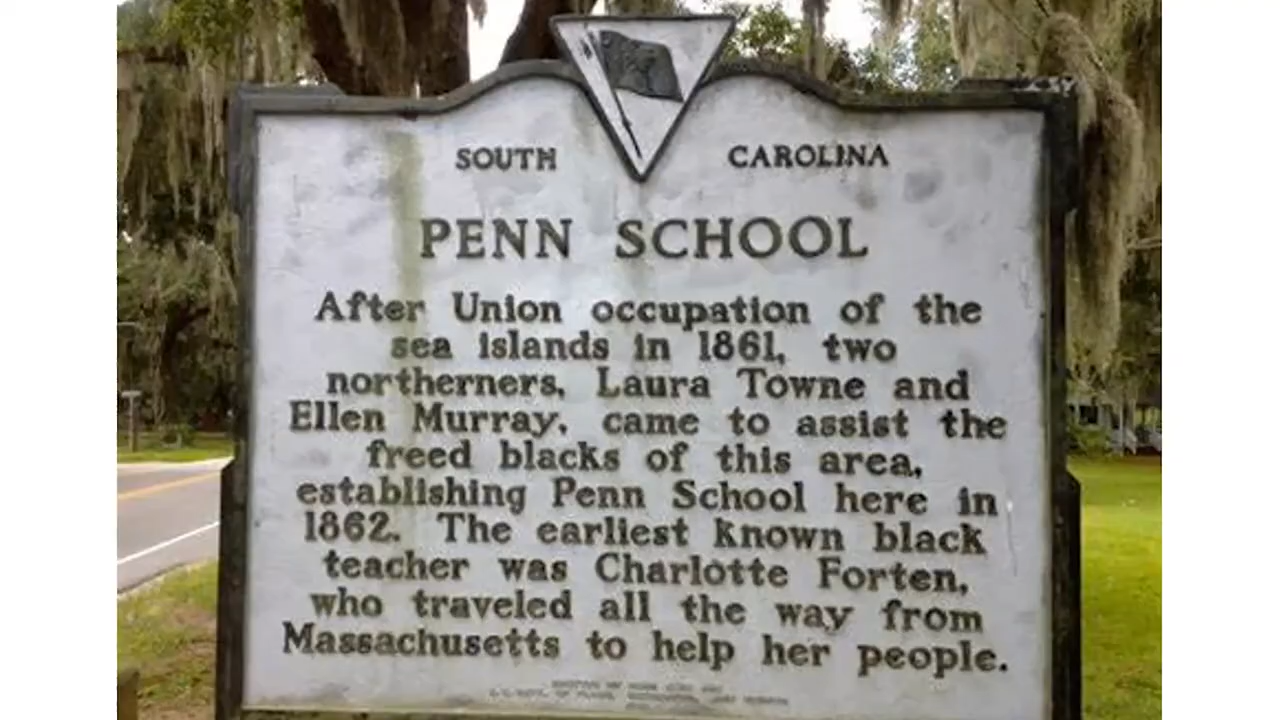 SOUTH CAROLINA
PENN SCHOOL
After Union occupation of the
sea islands in 1861, two
northerners, Laura Towne and
Ellen Murray, came to assist the
freed blacks of this area,
establishing Penn School here in
1862. The earliest known black
teacher was Charlotte Forten,
who traveled all the way from
Massachusetts to help her people.